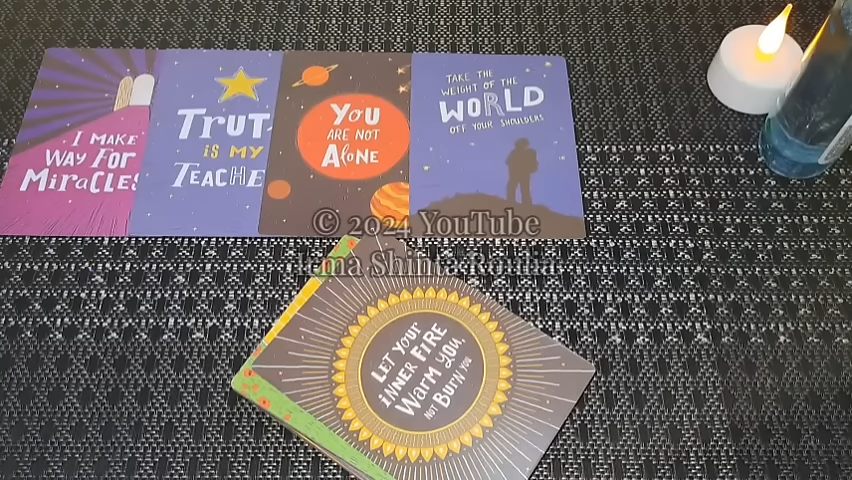 I MAKE
WAY FOR
MiRaCLES
TRUT
IS MY
TEACHE
YOU
ARE NOT
ALONE
TAKE THE
WEIGHT OF THE
WORLD
OFF YOUR SHOULDERS
© 2024 YouTube
LET YOUR
iNNER FIRE
WaRM YOU,
NOT BURN YOU